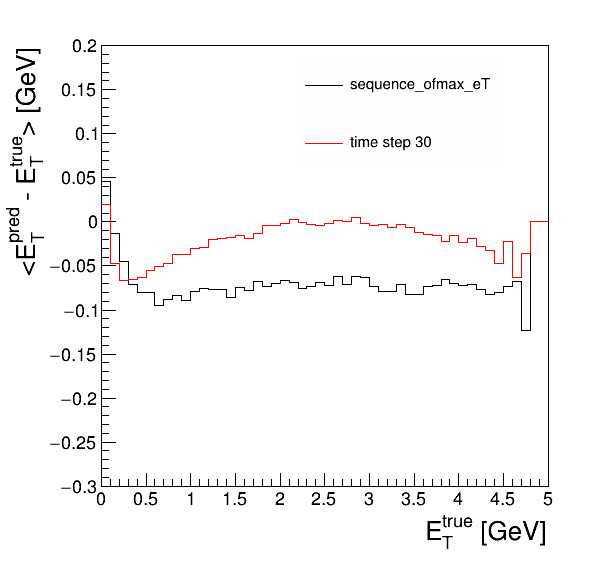 <E_T^pred - E_T^true> [GeV]
0.2
0.15
0.1
0.05
0
−0.05
−0.1
−0.15
−0.2
−0.25
−0.3
sequence_ofmax_eT
time step 30
0 0.5 1 1.5 2 2.5 3 3.5 4 4.5 5
E_T^true [GeV]